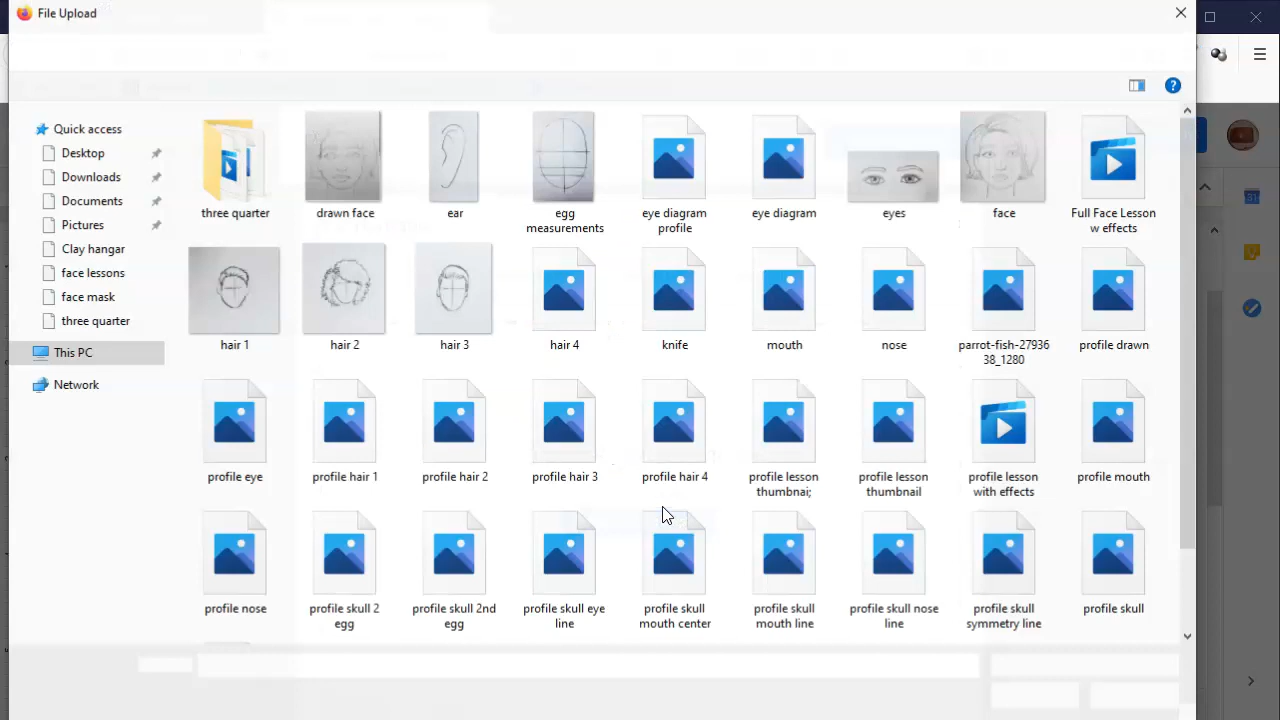 File Upload
Quick access
Desktop
Downloads
Documents
Pictures
Clay hangar
face lessons
face mask
three quarter
This PC
Network
three quarter
drawn face
ear
egg
measurements
eye diagram
profile
eye diagram
eyes
face
Full Face Lesson
w effects
hair 1
hair 2
hair 3
hair 4
knife
mouth
nose
parrot-fish-27936
38_1280
profile drawn
profile eye
profile hair 1
profile hair 2
profile hair 3
profile hair 4
profile lesson
thumbnai;
profile lesson
thumbnail
profile lesson
with effects
profile mouth
profile nose
profile skull 2
egg
profile skull 2nd
egg
profile skull eye
line
profile skull
mouth center
profile skull
mouth line
profile skull nose
line
profile skull
symmetry line
profile skull